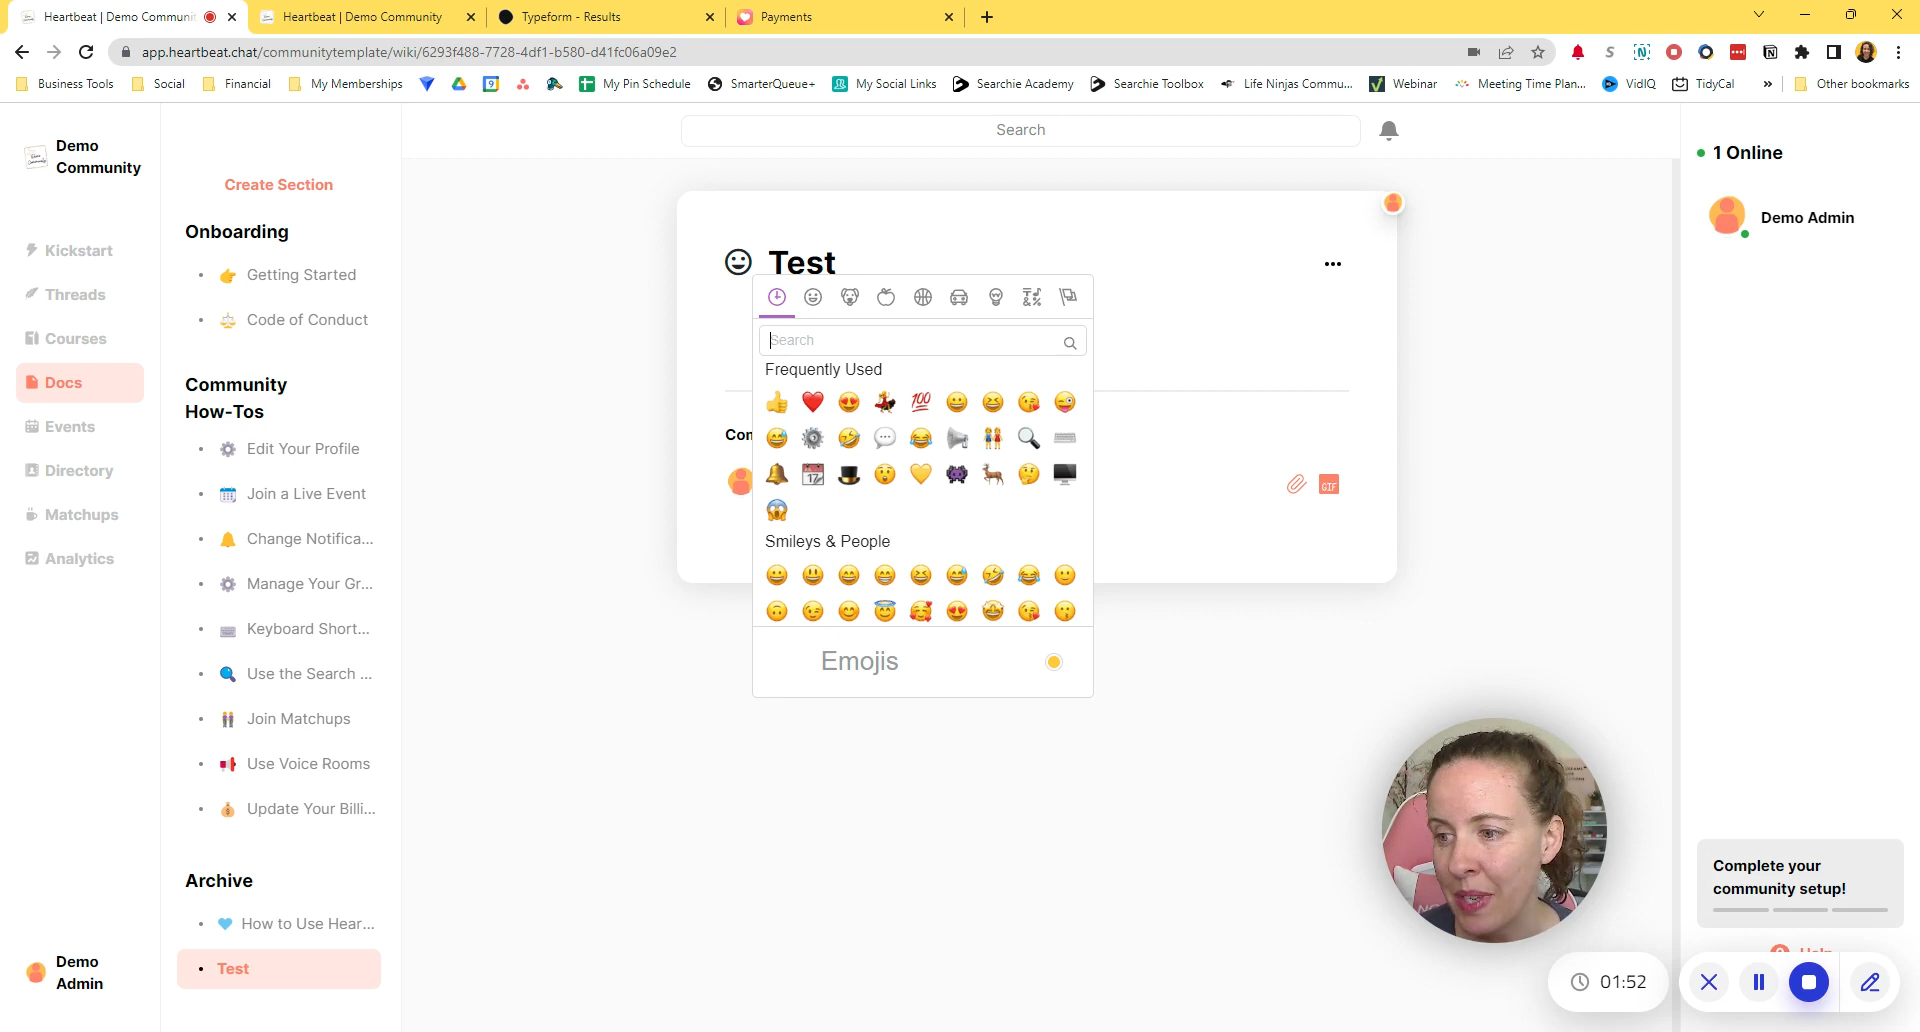 Heartbeat | Demo Communit
Heartbeat | Demo Community
Typeform - Results
Payments
app.heartbeat.chat/communitytemplate/wiki/6293f488-7728-4df1-b580-d41fc06a09e2
Business Tools
Social
Financial
My Memberships
My Pin Schedule
SmarterQueue+
My Social Links
Searchie Academy
Searchie Toolbox
Life Ninjas Commu...
Webinar
Meeting Time Plan...
VidIQ
TidyCal
»
Other bookmarks
Demo
Community
Kickstart
Threads
Courses
Docs
Events
Directory
Matchups
Analytics
Demo
Admin
Create Section
Onboarding
Getting Started
Code of Conduct
Community
How-Tos
Edit Your Profile
Join a Live Event
Change Notifica...
Manage Your Gr...
Keyboard Short...
Use the Search ...
Join Matchups
Use Voice Rooms
Update Your Billi...
Archive
How to Use Hear...
Test
Search
Test
Search
Frequently Used
Smileys & People
Emojis
Con
GIF
1 Online
Demo Admin
Complete your
community setup!
01:52